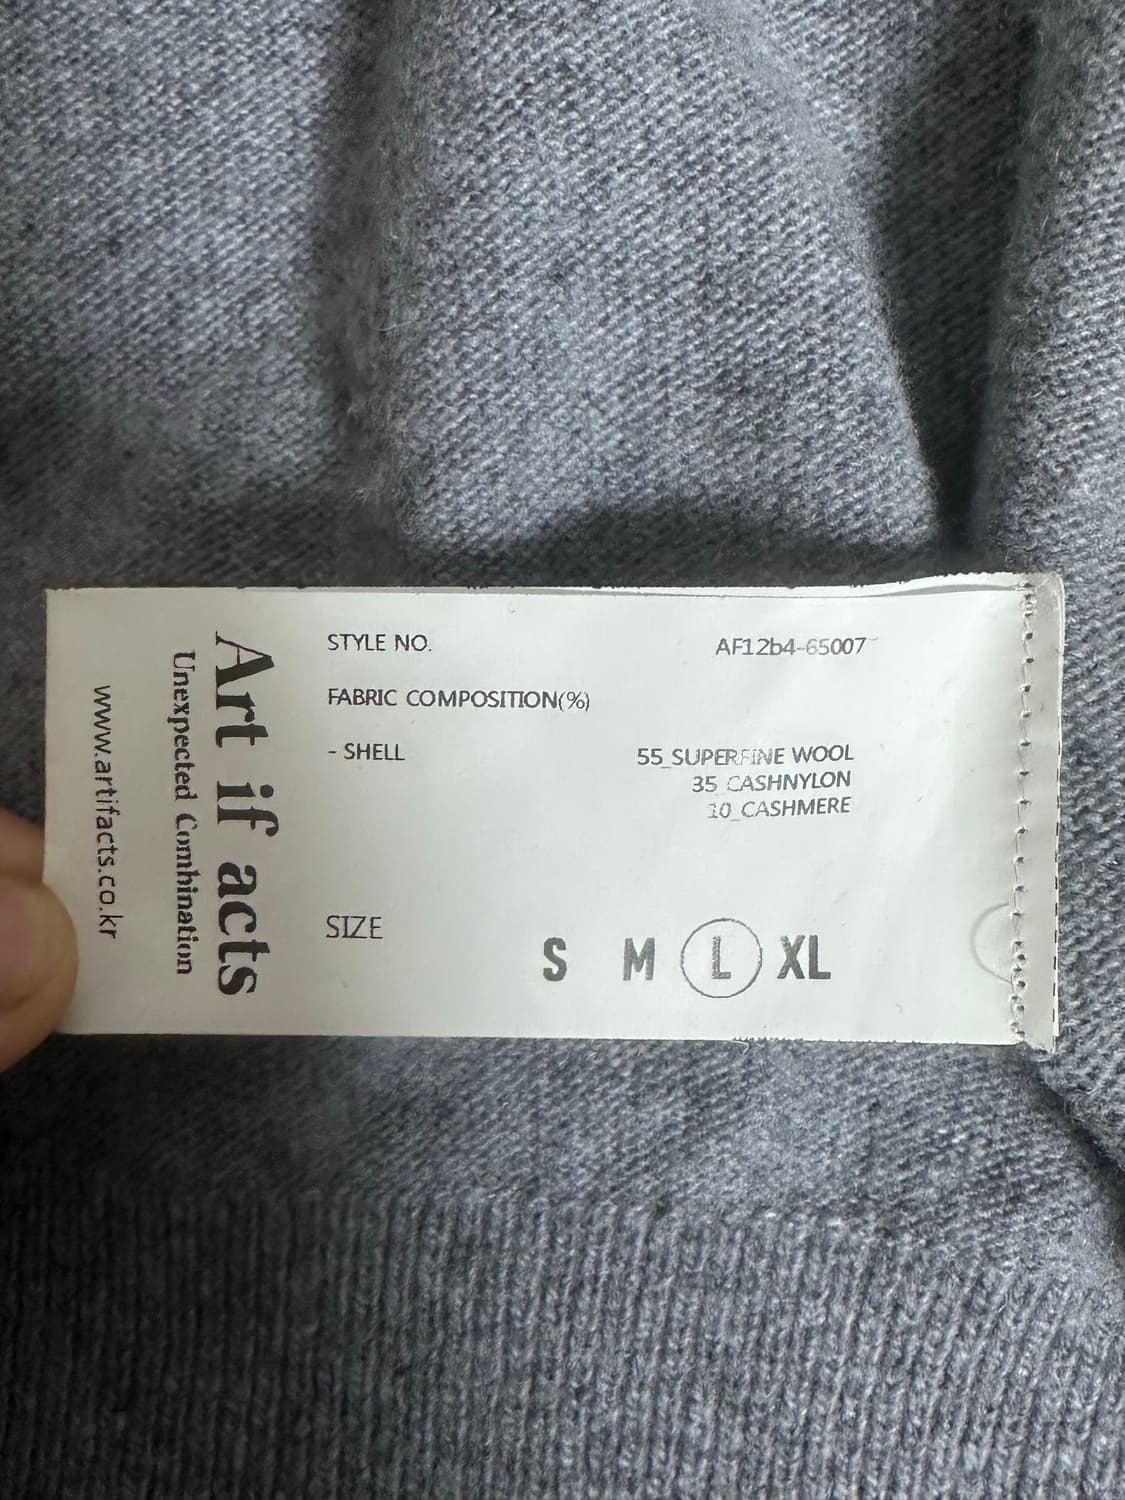 Art if acts
Unexpected Combination
www.artifacts.co.kr
STYLE NO. AF12b4-65007
FABRIC COMPOSITION(%)
- SHELL 55_SUPERFINE WOOL
35_CASHNYLON
10_CASHMERE
SIZE S M L XL